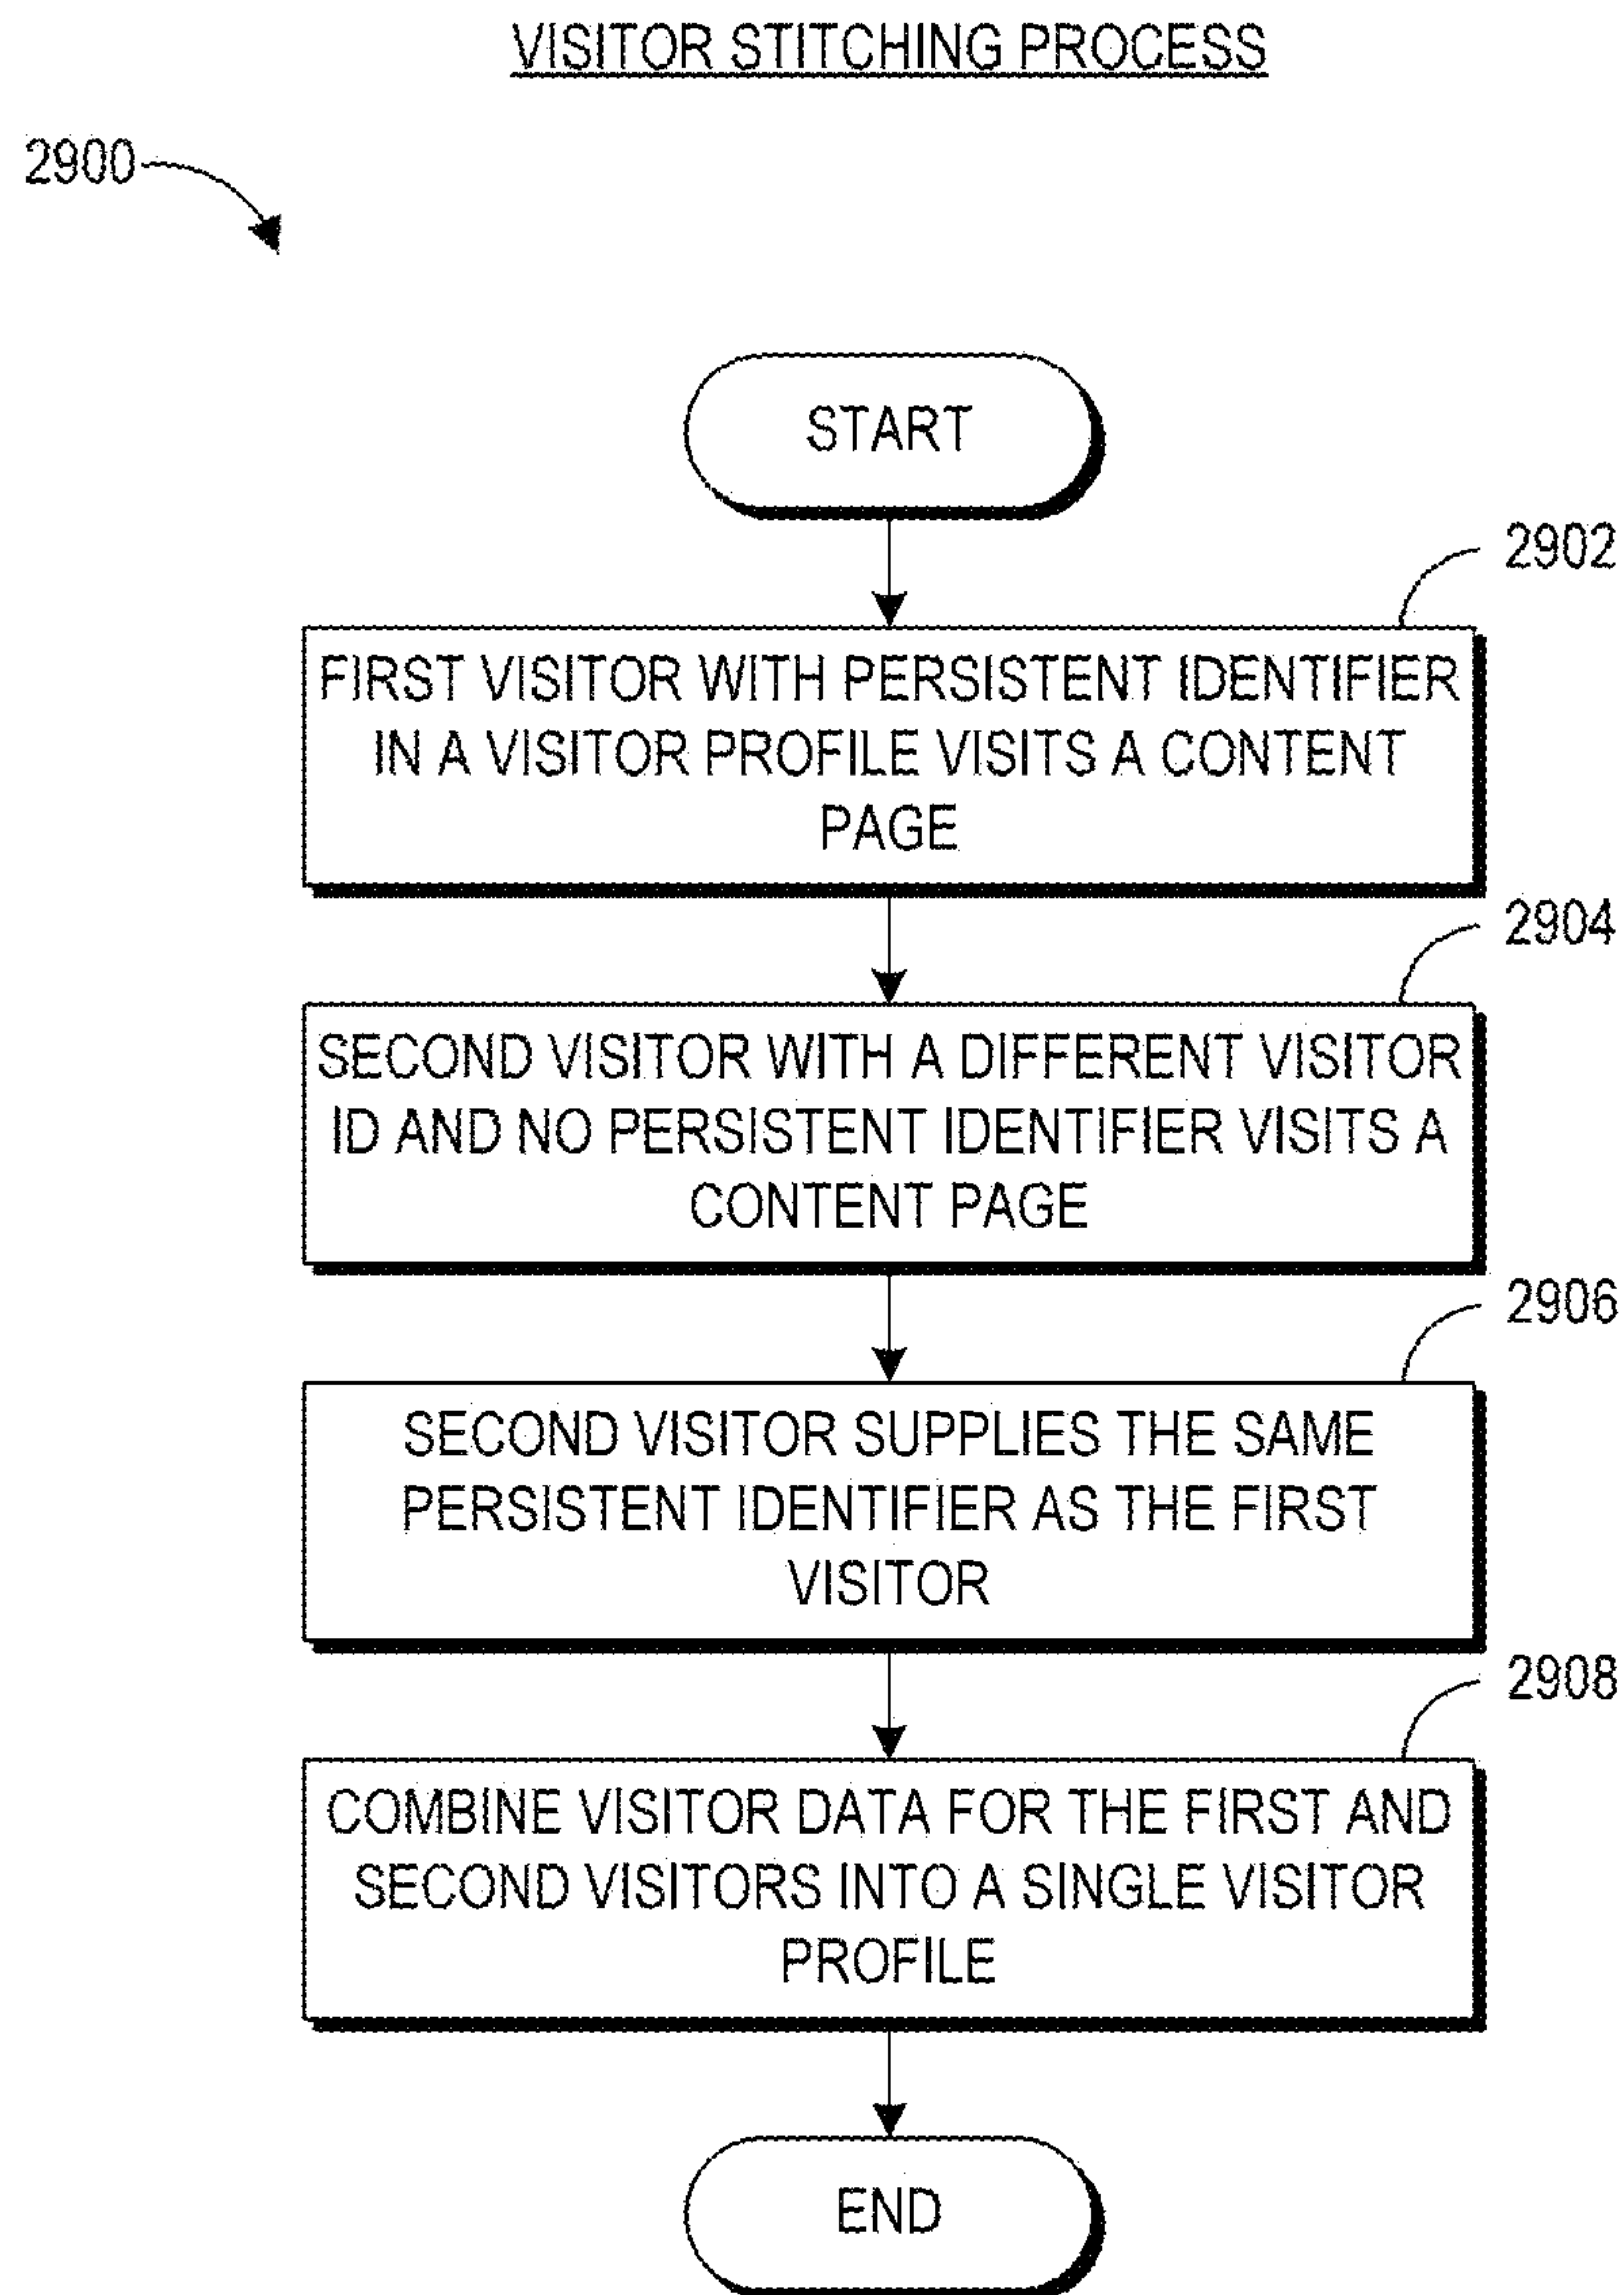 VISITOR STITCHING PROCESS
2900
START
2902
FIRST VISITOR WITH PERSISTENT IDENTIFIER
IN A VISITOR PROFILE VISITS A CONTENT
PAGE
2904
SECOND VISITOR WITH A DIFFERENT VISITOR
ID AND NO PERSISTENT IDENTIFIER VISITS A
CONTENT PAGE
2906
SECOND VISITOR SUPPLIES THE SAME
PERSISTENT IDENTIFIER AS THE FIRST
VISITOR
2908
COMBINE VISITOR DATA FOR THE FIRST AND
SECOND VISITORS INTO A SINGLE VISITOR
PROFILE
END